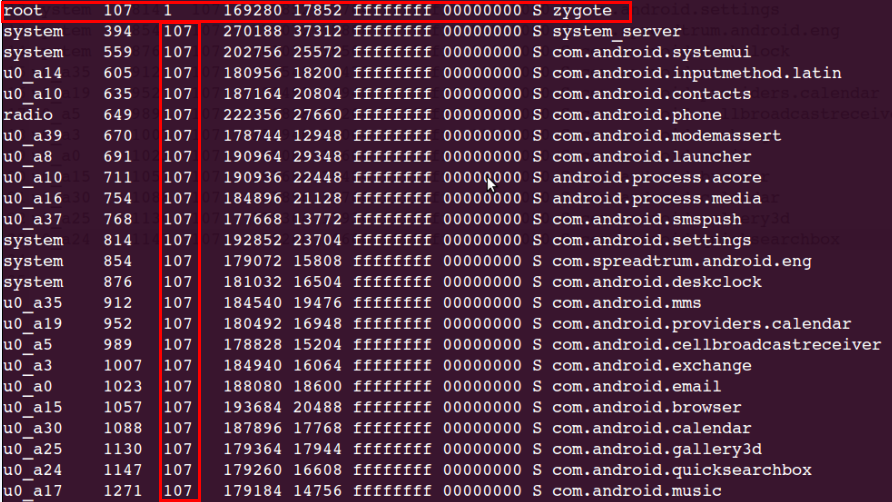 root 107 1 169280 17852 ffffffff 00000000 S zygote
system 394 107 270188 37312 ffffffff 00000000 S system_server
system 559 107 202756 25572 ffffffff 00000000 S com.android.systemui
u0_a14 605 107 180956 18200 ffffffff 00000000 S com.android.inputmethod.latin
u0_a10 635 107 187164 20804 ffffffff 00000000 S com.android.contacts
radio 649 107 222356 27660 ffffffff 00000000 S com.android.phone
u0_a39 670 107 178744 12948 ffffffff 00000000 S com.android.modemassert
u0_a8 691 107 190964 29348 ffffffff 00000000 S com.android.launcher
u0_a10 711 107 190936 22448 ffffffff 00000000 S android.process.acore
u0_a16 754 107 184896 21128 ffffffff 00000000 S android.process.media
u0_a37 768 107 177668 13772 ffffffff 00000000 S com.android.smspush
system 814 107 192852 23704 ffffffff 00000000 S com.android.settings
system 854 107 179072 15808 ffffffff 00000000 S com.spreadtrum.android.eng
system 876 107 181032 16504 ffffffff 00000000 S com.android.deskclock
u0_a35 912 107 184540 19476 ffffffff 00000000 S com.android.mms
u0_a19 952 107 180492 16948 ffffffff 00000000 S com.android.providers.calendar
u0_a5 989 107 178828 15204 ffffffff 00000000 S com.android.cellbroadcastreceiver
u0_a3 1007 107 184940 16064 ffffffff 00000000 S com.android.exchange
u0_a0 1023 107 188080 18600 ffffffff 00000000 S com.android.email
u0_a15 1057 107 193684 20488 ffffffff 00000000 S com.android.browser
u0_a30 1088 107 187896 17768 ffffffff 00000000 S com.android.calendar
u0_a25 1130 107 179364 17944 ffffffff 00000000 S com.android.gallery3d
u0_a24 1147 107 179260 16608 ffffffff 00000000 S com.android.quicksearchbox
u0_a17 1271 107 179184 14756 ffffffff 00000000 S com.android.music